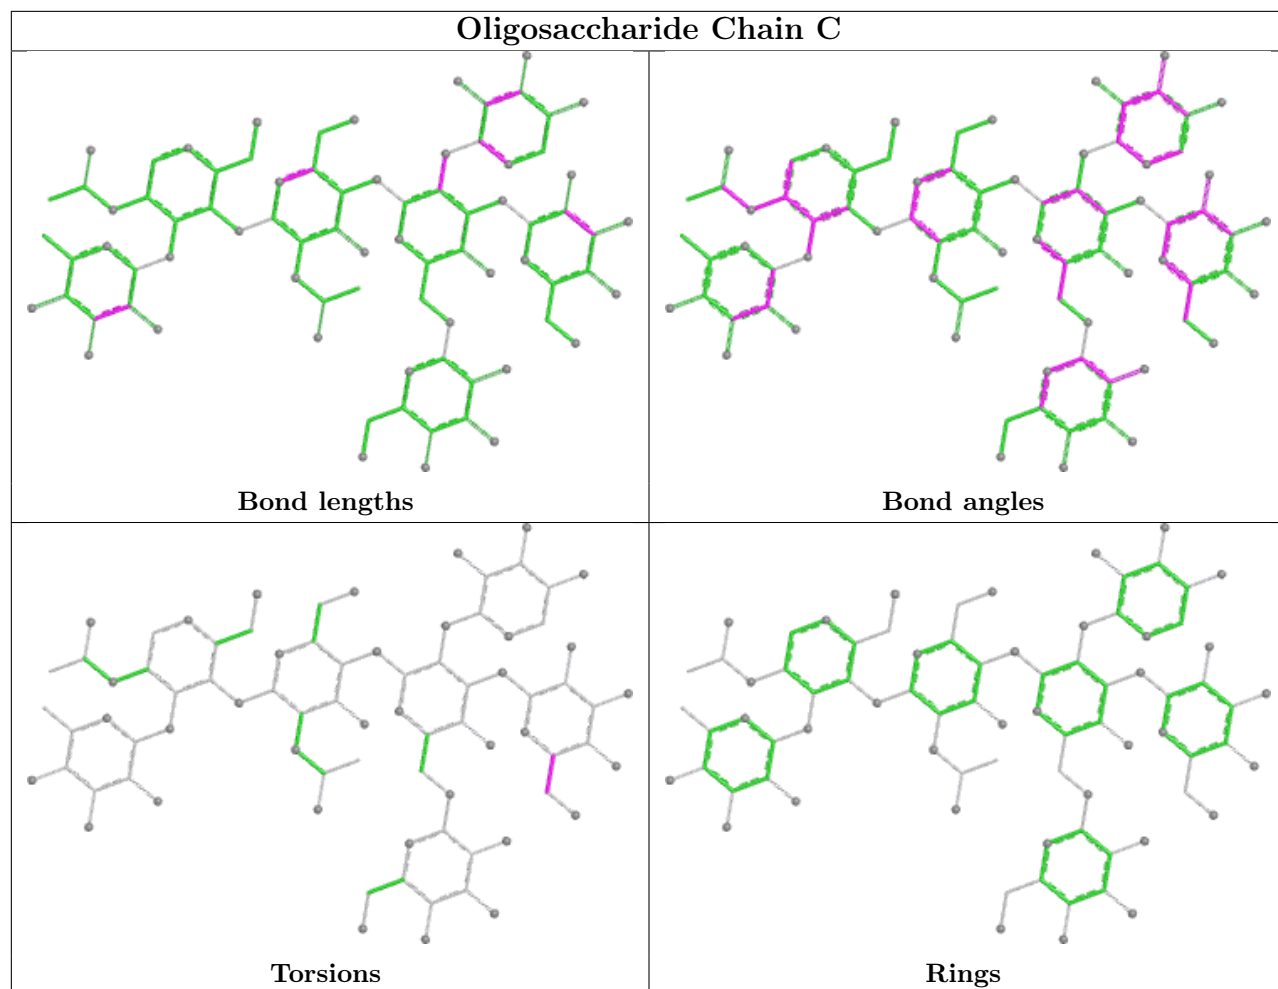 Oligosaccharide Chain C
Bond lengths
Bond angles
Torsions
Rings